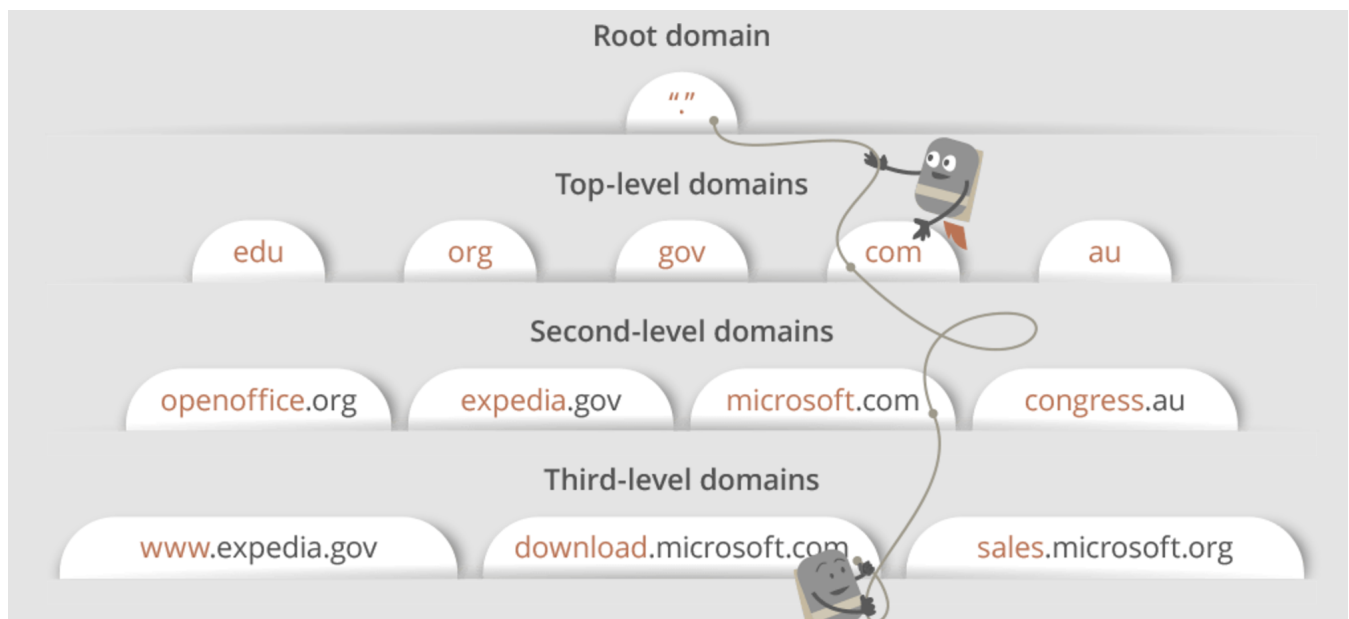 Root domain
“.”
Top-level domains
edu org gov com au
Second-level domains
openoffice.org expedia.gov microsoft.com congress.au
Third-level domains
www.expedia.gov download.microsoft.com sales.microsoft.org